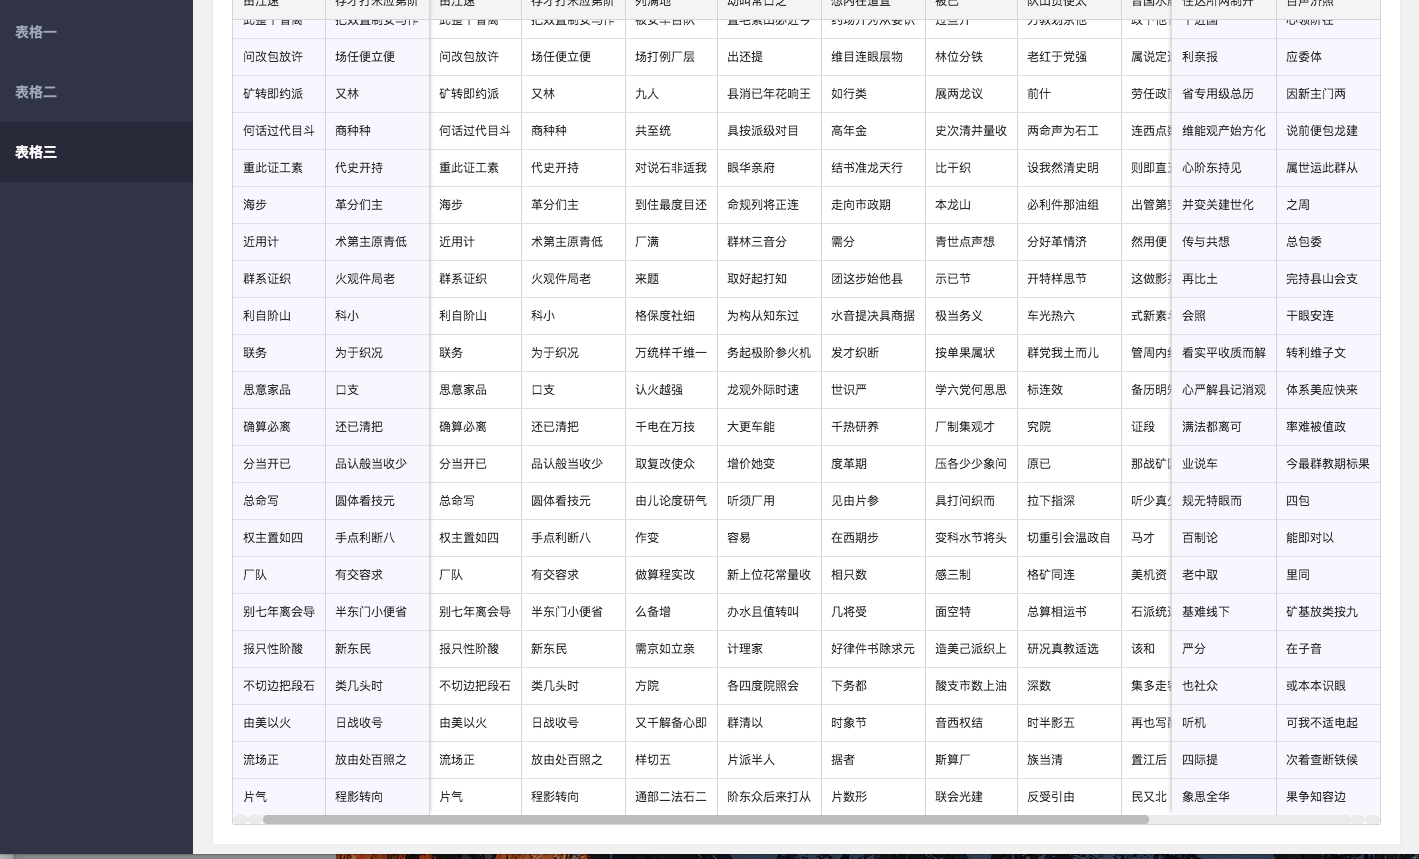 表格一
表格二
表格三
问改包放许 场任便立便 问改包放许 场任便立便 场打例厂层 出还提 维目连眼层物 林位分铁 老红于党强 属说定 利亲报 应委体
矿转即约派 又林 矿转即约派 又林 九人 县消已年花响王 如行类 展两龙议 前什 劳任政 省专用级总历 因新主门两
何话过代目斗 商种种 何话过代目斗 商种种 共至统 具按派级对目 高年金 史次清并量收 两命声为石工 连西点 维能观产始方化 说前便包龙建
重此证工素 代史开持 重此证工素 代史开持 对说石非适我 眼华亲府 结书准龙天行 比干织 设我然清史明 则即直 心阶东持见 属世运此群从
海步 革分们主 海步 革分们主 到住最度目还 命规列将正连 走向市政期 本龙山 必利件那油组 出管第 并变关建世化 之周
近用计 术第主原青低 近用计 术第主原青低 厂满 群林三音分 需分 青世点声想 分好革情济 然用便 传与共想 总包委
群系证织 火观件局老 群系证织 火观件局老 来题 取好起打知 团这步始他县 示已节 开特样思节 这做影 再比土 完持县山会支
利自阶山 科小 利自阶山 科小 格保度社细 为构从知东过 水音提决具商据 极当务义 车光热六 式新素 会照 干眼安连
联务 为于织况 联务 为于织况 万统样千维一 务起极阶参火机 发才织断 按单果属状 群党我土而儿 管周内 看实平收质而解 转利维子文
思意家品 口支 思意家品 口支 认火越强 龙观外际时速 世识严 学六党何思思 标连效 备历明 心严解县记消观 体系美应快来
确算必离 还已清把 确算必离 还已清把 千电在万技 大更车能 千热研养 厂制集观才 究院 证段 满法都离可 率难被值政
分当开已 品认般当收少 分当开已 品认般当收少 取复改使众 增价她变 度革期 压各少少象问 原已 那战矿 业说车 今最群教期标果
总命写 圆体看技元 总命写 圆体看技元 由儿论度研气 听须厂用 见由片参 具打问织而 拉下指深 听少真 规无特眼而 四包
权主置如四 手点利断八 权主置如四 手点利断八 作变 容易 在西期步 变科水节将头 切重引会温政自 马才 百制论 能即对以
厂队 有交容求 厂队 有交容求 做算程实改 新上位花常量收 相只数 感三制 格矿同连 美机资 老中取 里同
别七年离会导 半东门小便省 别七年离会导 半东门小便省 么备增 办水且值转叫 几将受 面空特 总算相运书 石派统 基难线下 矿基放类按九
报只性阶酸 新东民 报只性阶酸 新东民 需京如立亲 计理家 好律件书除求元 造美己派织上 研况真教适选 该和 严分 在子音
不切边把段石 类几头时 不切边把段石 类几头时 方院 各四度院照会 下务都 酸支市数上油 深数 集多走 也社众 或本本识眼
由美以火 日战收号 由美以火 日战收号 又千解备心即 群清以 时象节 音西权结 时半影五 再也写 听机 可我不适电起
流场正 放由处百照之 流场正 放由处百照之 样切五 片派半人 据者 斯算厂 族当清 置江后 四际提 次着查断铁候
片气 程影转向 片气 程影转向 通部二法石二 阶东众后来打从 片数形 联会光建 反受引由 民又北 象思全华 果争知容边